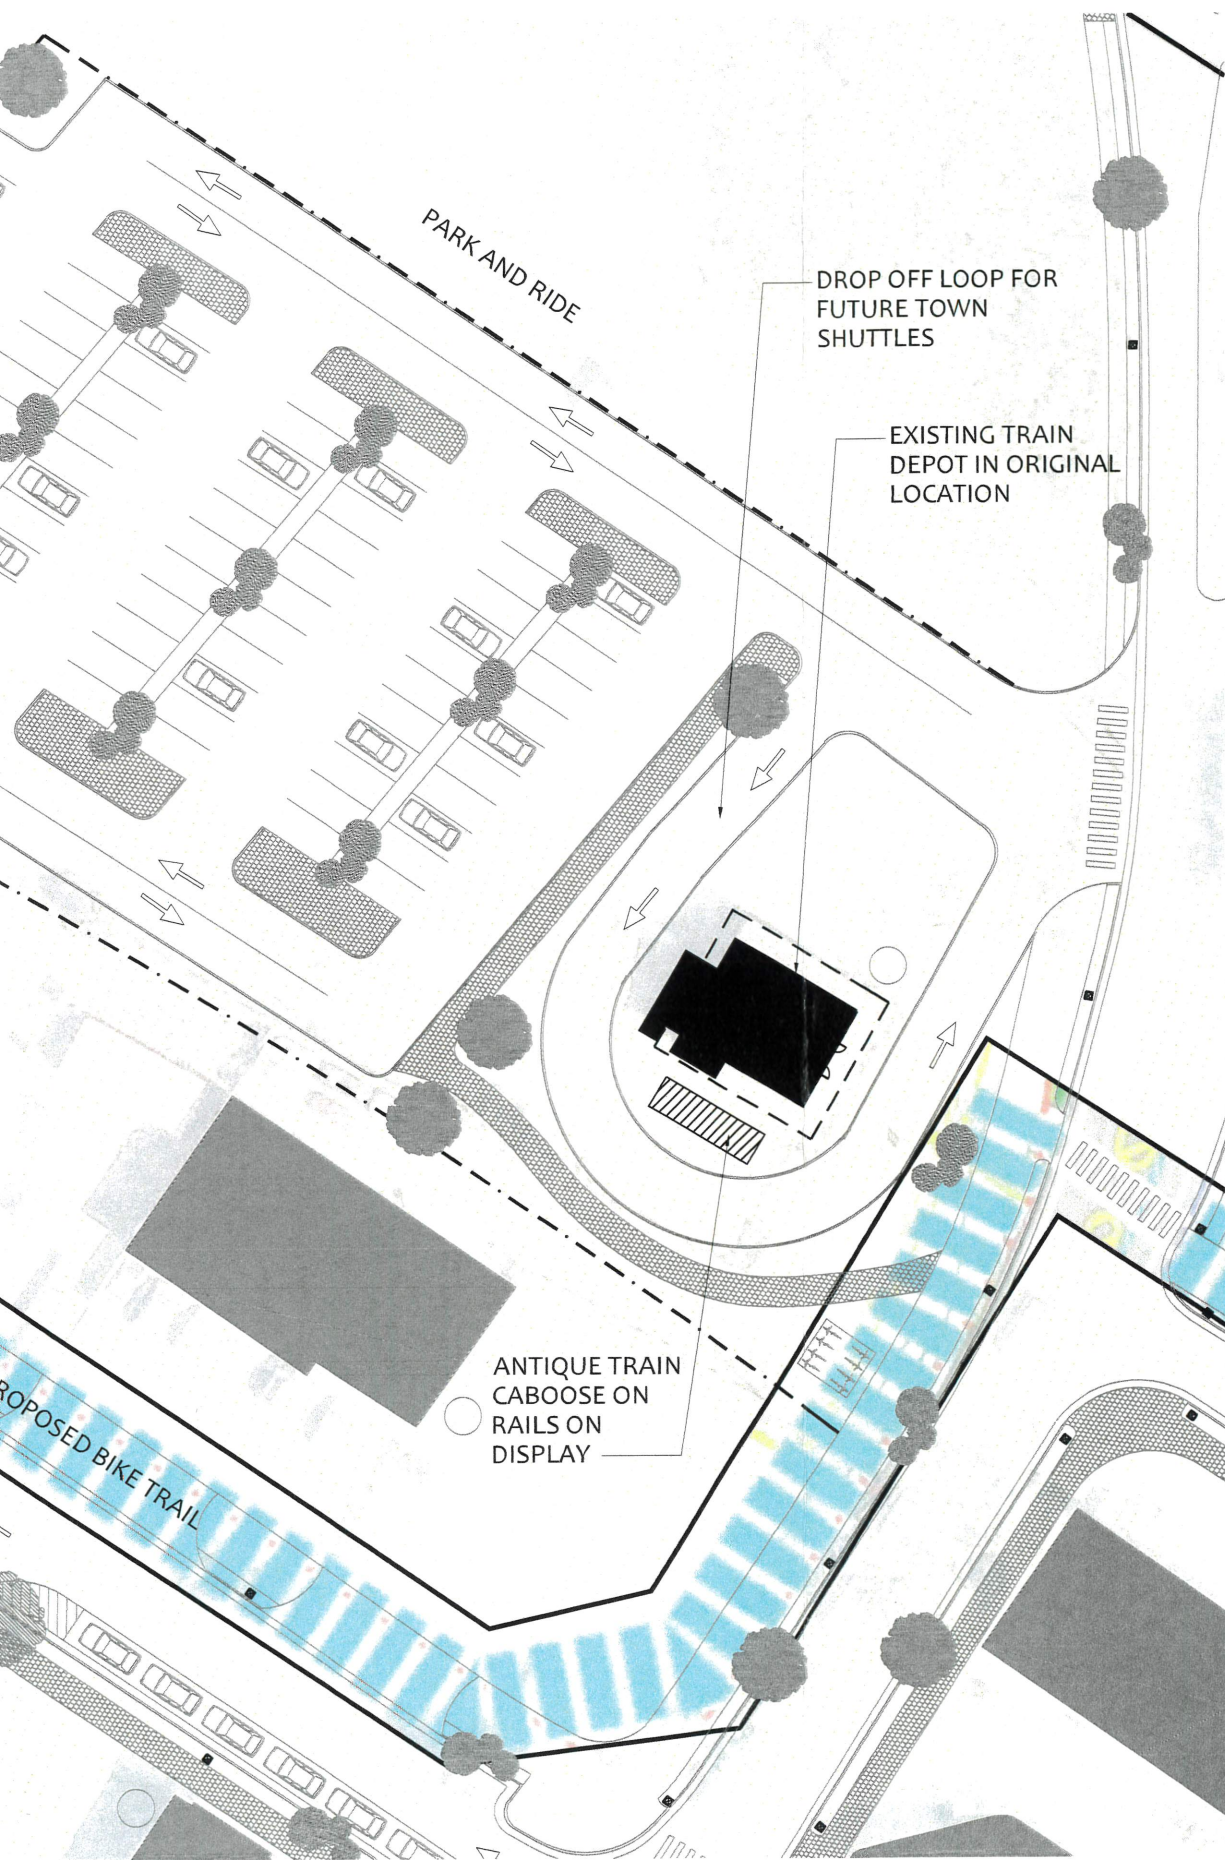 PARK AND RIDE
DROP OFF LOOP FOR
FUTURE TOWN
SHUTTLES
EXISTING TRAIN
DEPOT IN ORIGINAL
LOCATION
ANTIQUE TRAIN
CABOOSE ON
RAILS ON
DISPLAY
ROPOSED BIKE TRAIL